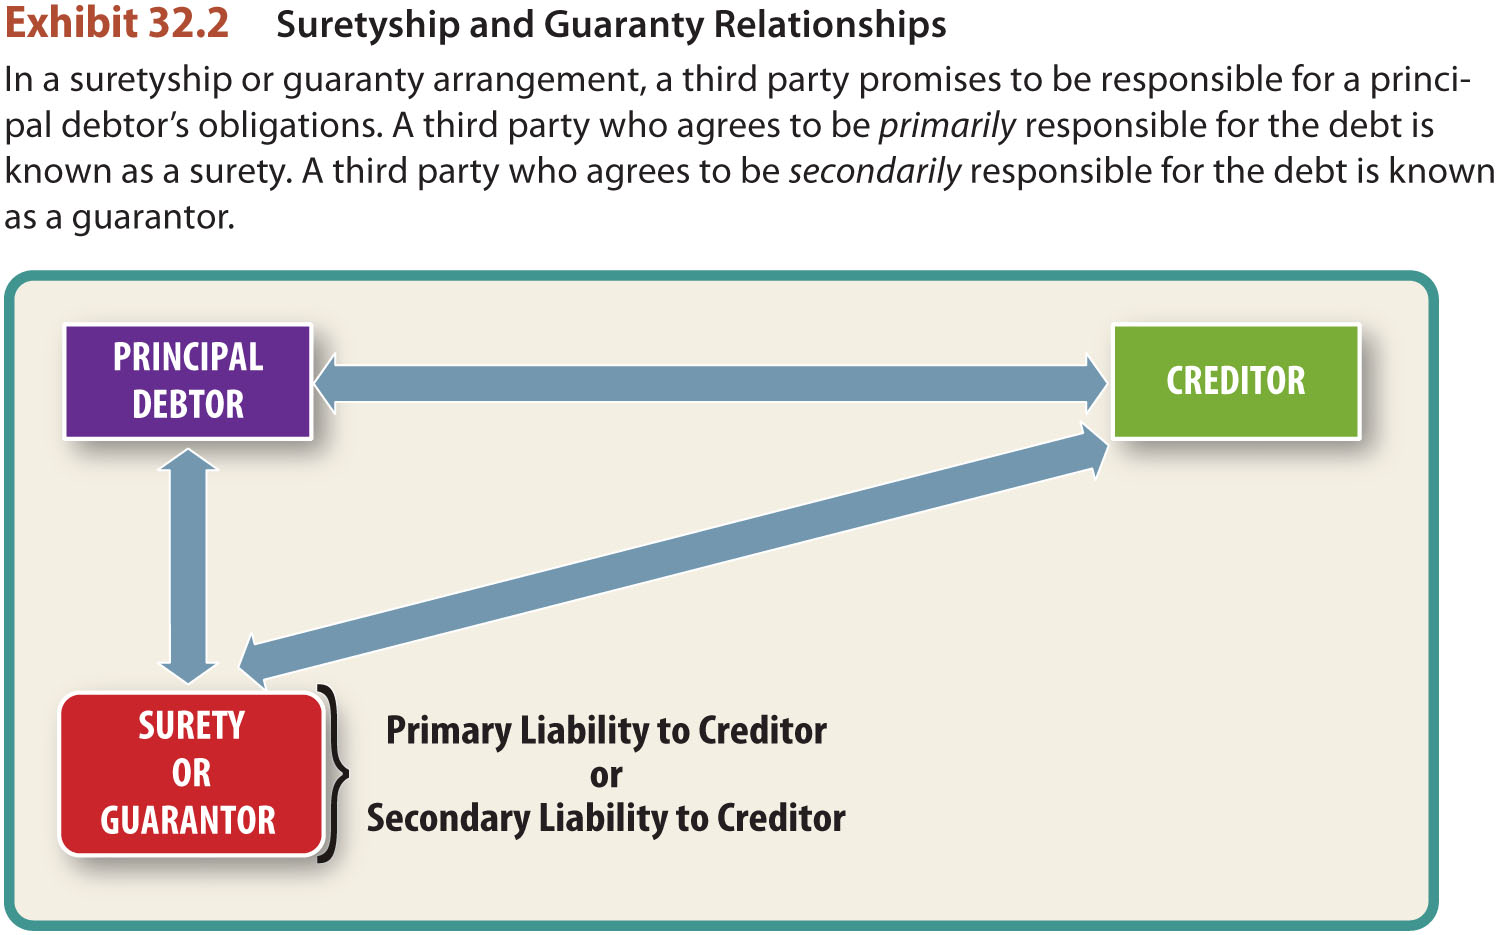 Exhibit 32.2 Suretyship and Guaranty Relationships
In a suretyship or guaranty arrangement, a third party promises to be responsible for a princi-
pal debtor’s obligations. A third party who agrees to be primarily responsible for the debt is
known as a surety. A third party who agrees to be secondarily responsible for the debt is known
as a guarantor.
PRINCIPAL
DEBTOR
CREDITOR
SURETY
OR
GUARANTOR
Primary Liability to Creditor
or
Secondary Liability to Creditor